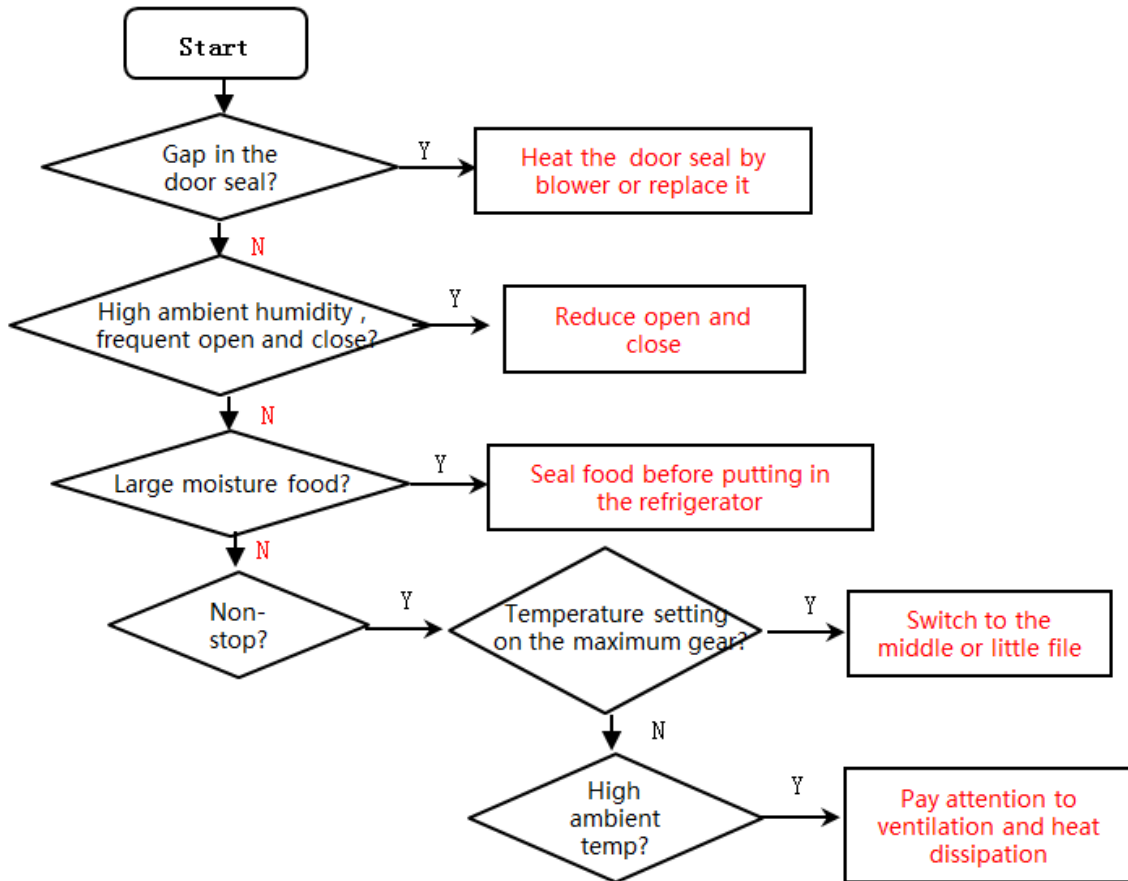 Start
Gap in the
door seal?
Y
Heat the door seal by
blower or replace it
N
High ambient humidity ,
frequent open and close?
Y
Reduce open and
close
N
Large moisture food?
Y
Seal food before putting in
the refrigerator
N
Non-
stop?
Y
Temperature setting
on the maximum gear?
Y
Switch to the
middle or little file
N
High
ambient
temp?
Y
Pay attention to
ventilation and heat
dissipation